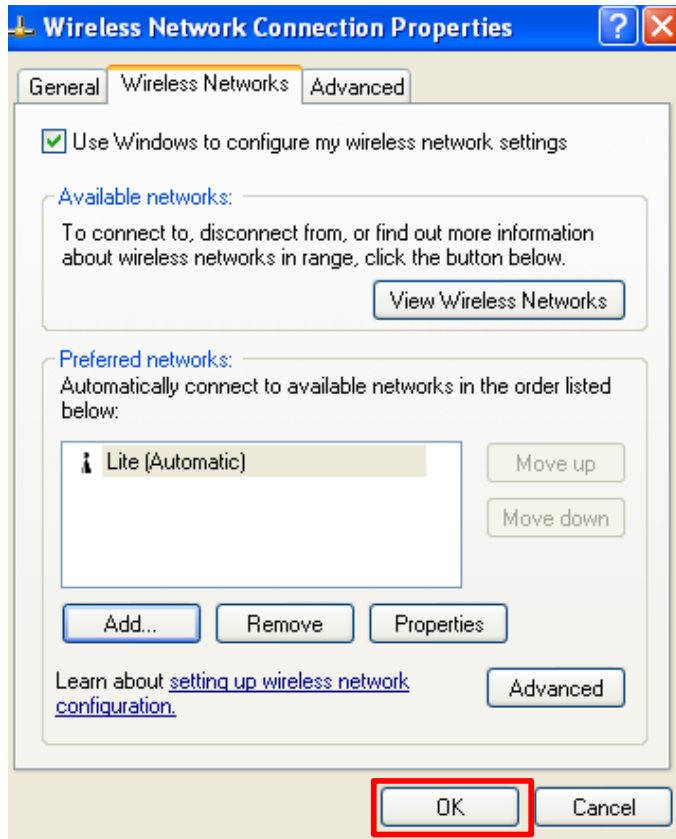 Wireless Network Connection Properties
General Wireless Networks Advanced
Use Windows to configure my wireless network settings
Available networks:
To connect to, disconnect from, or find out more information
about wireless networks in range, click the button below.
View Wireless Networks
Preferred networks:
Automatically connect to available networks in the order listed
below:
Lite (Automatic)
Move up
Move down
Add... Remove Properties
Learn about setting up wireless network
configuration.
Advanced
OK Cancel